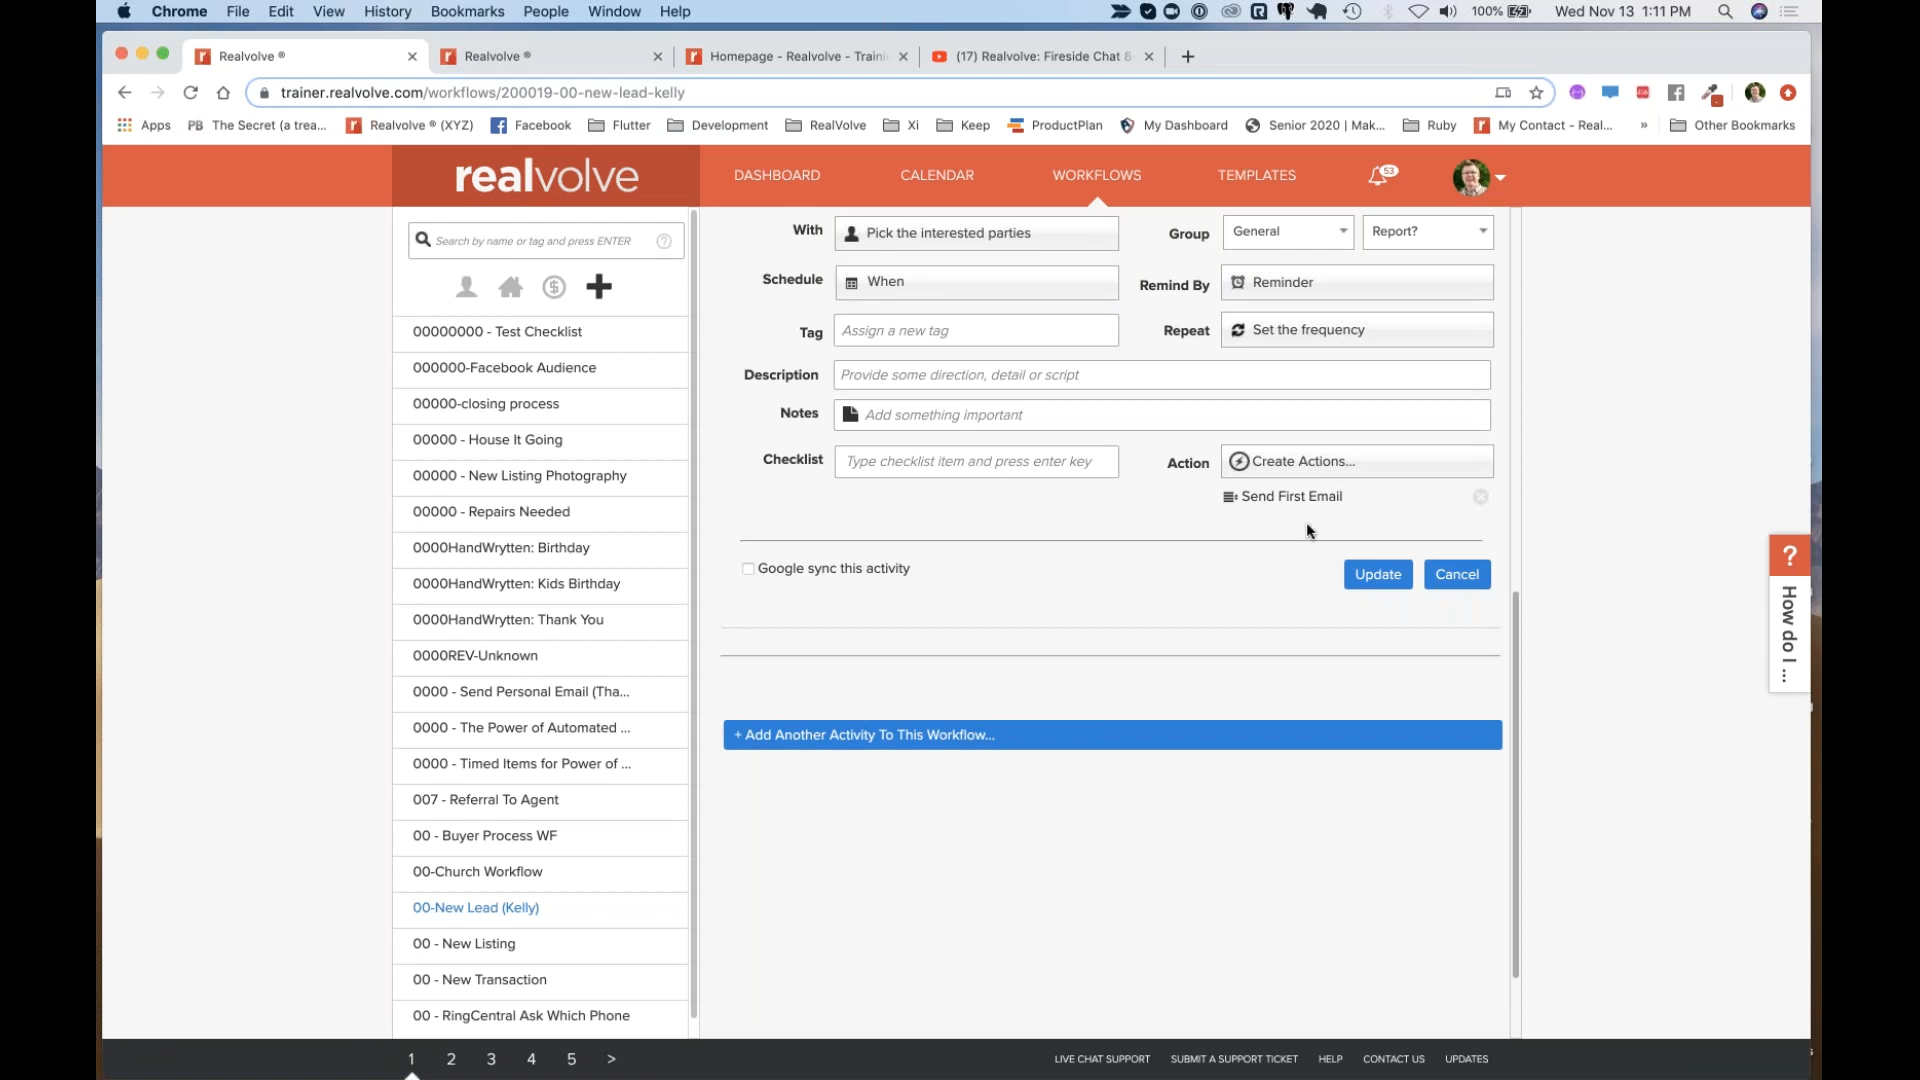 Chrome File Edit View History Bookmarks People Window Help 100% Wed Nov 13 1:11 PM
Realvolve ® Realvolve ® Homepage - Realvolve - Traini (17) Realvolve: Fireside Chat 8-
trainer.realvolve.com/workflows/200019-00-new-lead-kelly
Apps PB The Secret (a trea... Realvolve ® (XYZ) Facebook Flutter Development RealVolve Xi Keep ProductPlan My Dashboard Senior 2020 | Mak... Ruby My Contact - Real... » Other Bookmarks
realvolve DASHBOARD CALENDAR WORKFLOWS TEMPLATES 53
Search by name or tag and press ENTER ?
00000000 - Test Checklist
000000-Facebook Audience
00000-closing process
00000 - House It Going
00000 - New Listing Photography
00000 - Repairs Needed
0000HandWrytten: Birthday
0000HandWrytten: Kids Birthday
0000HandWrytten: Thank You
0000REV-Unknown
0000 - Send Personal Email (Tha...
0000 - The Power of Automated ...
0000 - Timed Items for Power of ...
007 - Referral To Agent
00 - Buyer Process WF
00-Church Workflow
00-New Lead (Kelly)
00 - New Listing
00 - New Transaction
00 - RingCentral Ask Which Phone
With Pick the interested parties Group General Report?
Schedule When Remind By Reminder
Tag Assign a new tag Repeat Set the frequency
Description Provide some direction, detail or script
Notes Add something important
Checklist Type checklist item and press enter key Action Create Actions...
Send First Email
Google sync this activity Update Cancel
+ Add Another Activity To This Workflow...
? How do I ...
1 2 3 4 5 > LIVE CHAT SUPPORT SUBMIT A SUPPORT TICKET HELP CONTACT US UPDATES